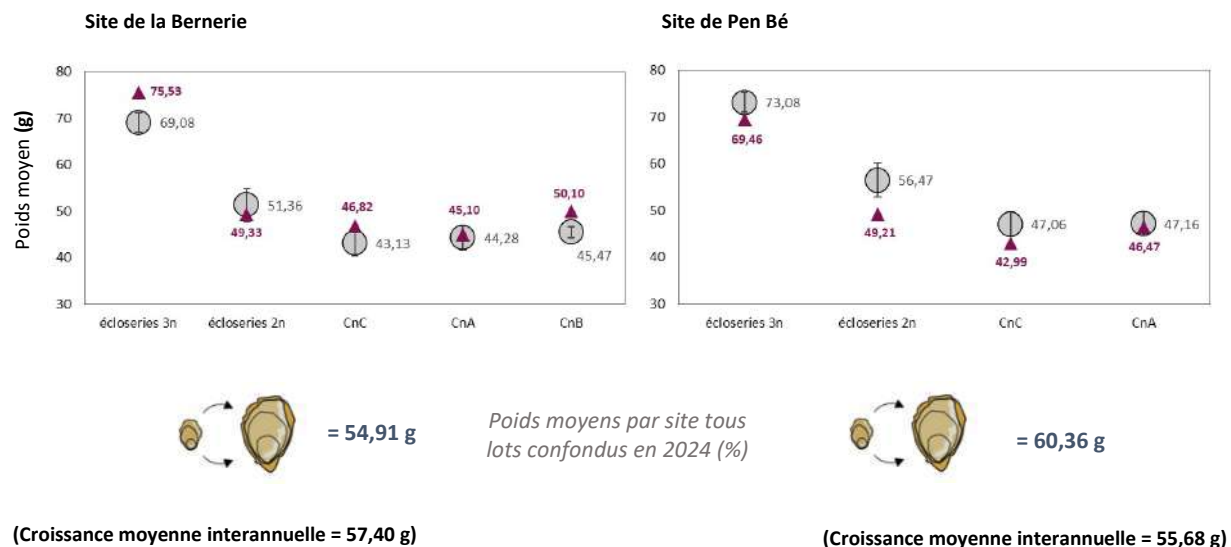 Site de la Bernerie
Site de Pen Bé
Poids moyen (g)
80
70
60
50
40
30
75,53
69,08
51,36
49,33
46,82
43,13
45,10
44,28
50,10
45,47
écloseries 3n
écloseries 2n
CnC
CnA
CnB
80
70
60
50
40
30
73,08
69,46
56,47
49,21
47,06
42,99
47,16
46,47
écloseries 3n
écloseries 2n
CnC
CnA
= 54,91 g
Poids moyens par site tous
lots confondus en 2024 (%)
= 60,36 g
(Croissance moyenne interannuelle = 57,40 g)
(Croissance moyenne interannuelle = 55,68 g)